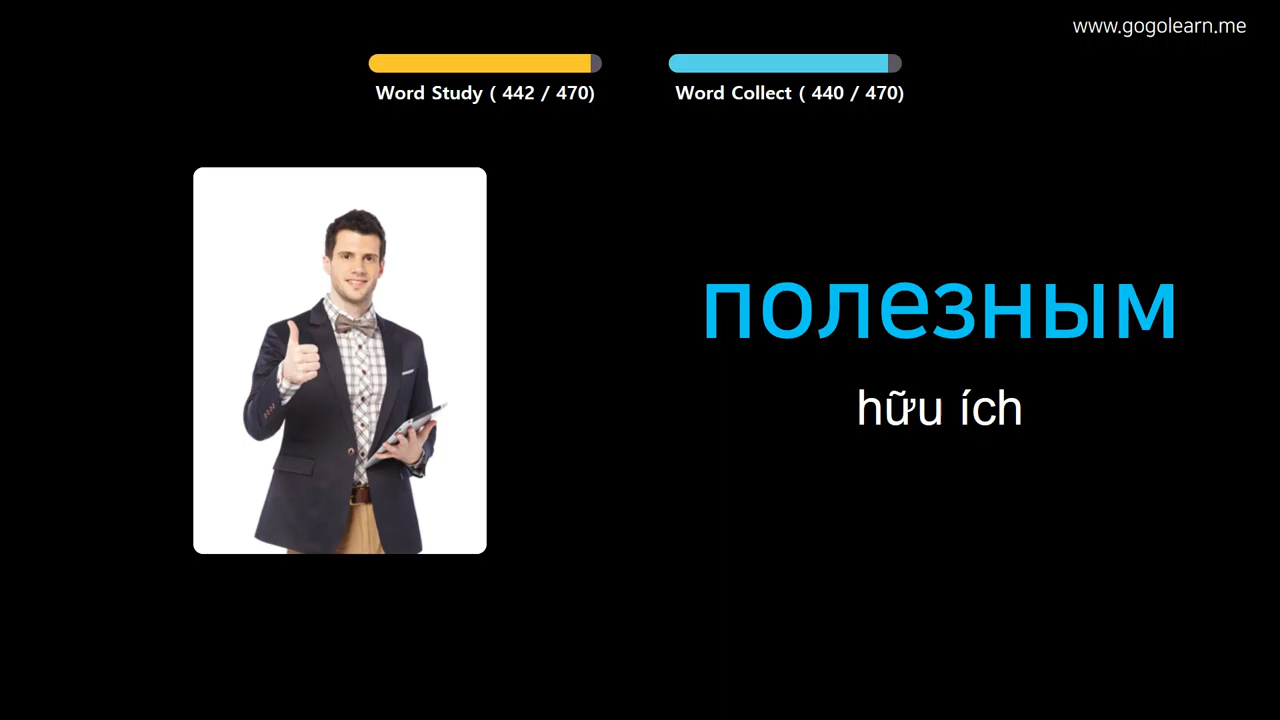 www.gogolearn.me
Word Study ( 442 / 470)
Word Collect ( 440 / 470)
полезным
hữu ích